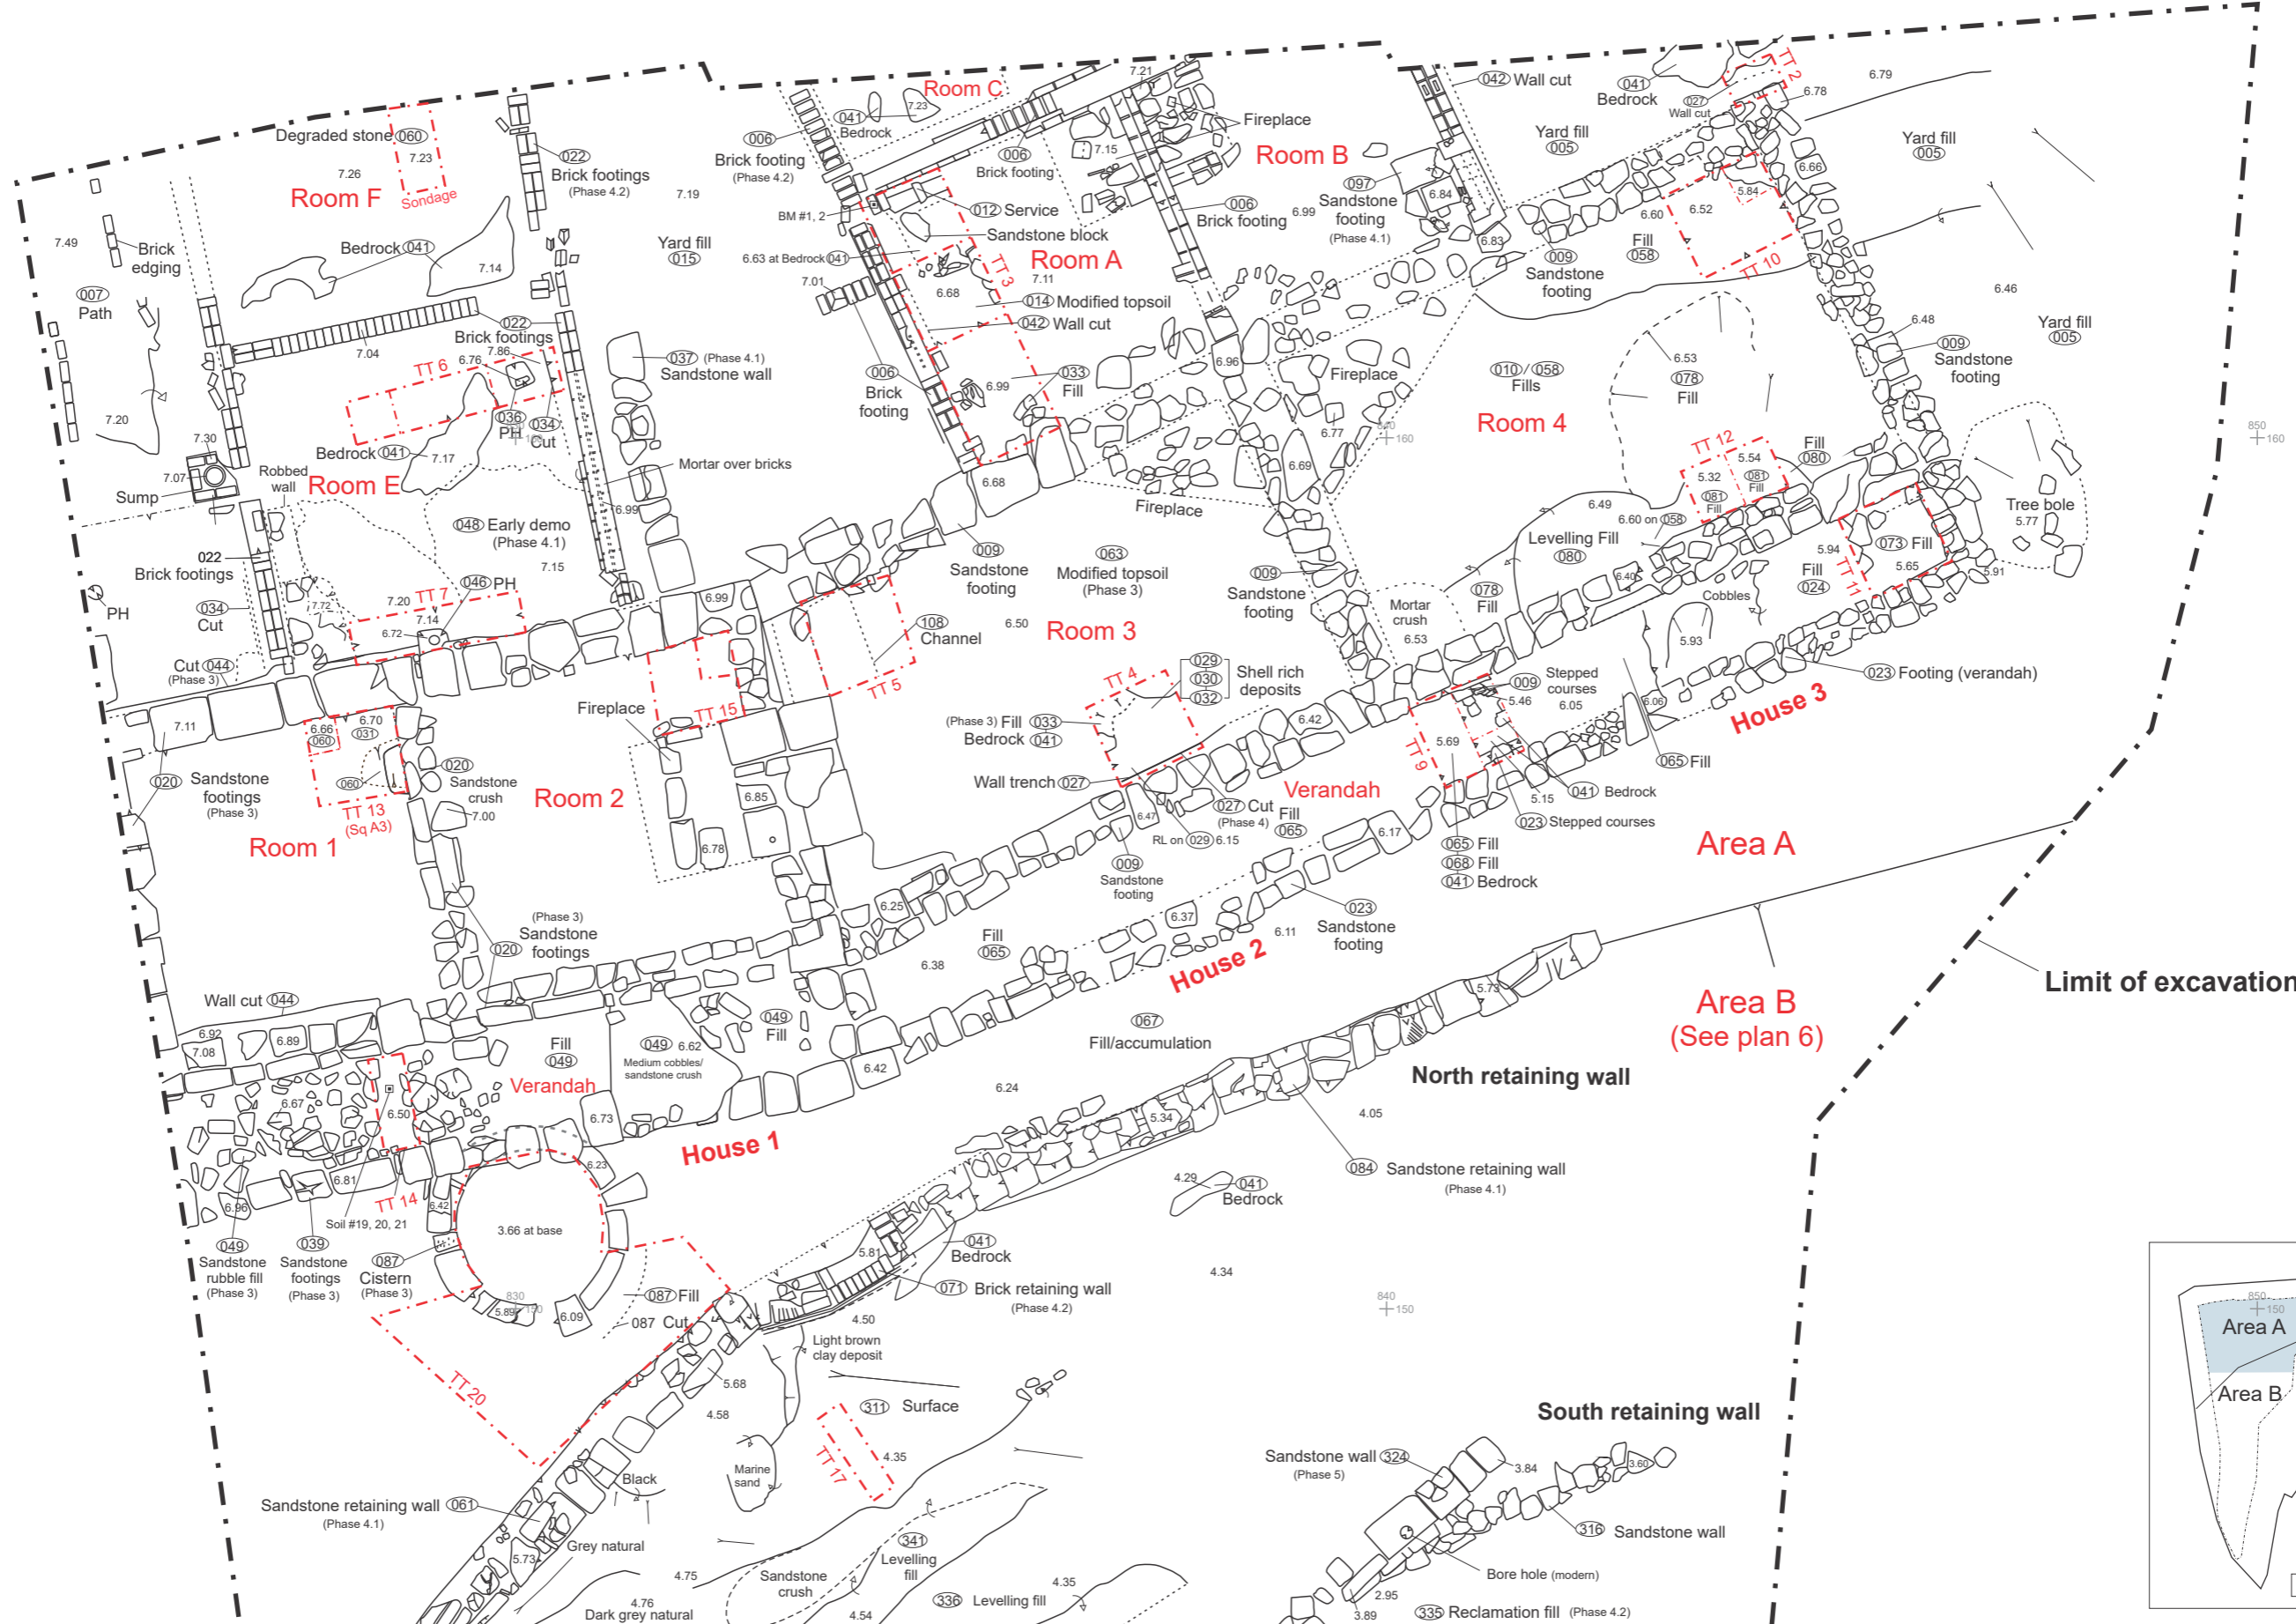 Room C
7.21
042 Wall cut
041
Bedrock
TT 2
6.79
027
Wall cut
6.78
Degraded stone 060
7.23
7.26
Room F
Sondage
022
Brick footings
(Phase 4.2)
7.19
006
Brick footing
(Phase 4.2)
041
Bedrock
7.23
006
Brick footing
7.15
Fireplace
Room B
Yard fill
005
Yard fill
005
6.66
097
Sandstone
footing
(Phase 4.1)
6.84
6.83
5.84
6.60
6.52
BM #1, 2
012 Service
Sandstone block
006
Brick footing
6.99
7.49
Brick
edging
Bedrock 041
7.14
Yard fill
015
6.63 at Bedrock 041
7.01
Room A
7.11
TT 3
6.68
014 Modified topsoil
042 Wall cut
009
Sandstone
footing
Fill
058
TT 10
007
Path
6.46
6.48
Yard fill
005
009
Sandstone
footing
7.04
022
Brick footings
7.86
6.76
TT 6
036
PH
034
Cut
037 (Phase 4.1)
Sandstone wall
006
Brick
footing
6.99
033
Fill
6.96
Fireplace
6.77
010 / 058
Fills
Room 4
6.53
078
Fill
7.20
7.30
7.07
Sump
Robbed
wall
Bedrock 041
7.17
Room E
Mortar over bricks
6.99
6.68
6.69
840
160
850
160
TT 12
5.54
5.32
081
Fill
081
Fill
Fill
080
6.49
6.60 on 058
Levelling Fill
080
Fireplace
Tree bole
5.77
073 Fill
5.94
Fill
024
TT 11
5.65
5.91
048 Early demo
(Phase 4.1)
7.15
022
Brick footings
034
Cut
PH
046 PH
7.20
TT 7
7.14
6.72
7.72
009
Sandstone
footing
063
Modified topsoil
(Phase 3)
009
Sandstone
footing
6.40
Cobbles
078
Fill
Mortar
crush
6.53
6.99
108
Channel
6.50
Room 3
TT 5
5.93
Cut 044
(Phase 3)
029
030
032
Shell rich
deposits
TT 4
009
Stepped
courses
6.05
5.46
6.06
023 Footing (verandah)
House 3
Fireplace
TT 15
(Phase 3) Fill 033
Bedrock 041
6.42
5.69
TT 9
065 Fill
7.11
6.66
060
6.70
031
060
TT 13
(Sq A3)
020
Sandstone
footings
(Phase 3)
020
Sandstone
crush
7.00
Room 2
6.85
6.78
Wall trench 027
6.47
027 Cut
(Phase 4)
RL on 029 6.15
Fill
065
Verandah
041 Bedrock
5.15
023 Stepped courses
6.17
065 Fill
068 Fill
041 Bedrock
Area A
Room 1
009
Sandstone
footing
(Phase 3)
Sandstone
footings
020
6.25
Fill
065
6.38
6.37
House 2
6.11
023
Sandstone
footing
Limit of excavation
Area B
(See plan 6)
5.73
067
Fill/accumulation
North retaining wall
Wall cut 044
6.92
7.08
6.89
Fill
049
Verandah
049 6.62
Medium cobbles/
sandstone crush
049
Fill
6.42
6.24
4.05
5.34
084 Sandstone retaining wall
(Phase 4.1)
6.67
6.50
6.73
House 1
6.23
6.81
6.96
TT 14
6.42
Soil #19, 20, 21
3.66 at base
4.29
041
Bedrock
049
Sandstone
rubble fill
(Phase 3)
039
Sandstone
footings
(Phase 3)
087
Cistern
(Phase 3)
5.81
041
Bedrock
071 Brick retaining wall
(Phase 4.2)
4.34
087 Fill
087 Cut
830
150
5.89
6.09
4.50
840
150
850
150
Area A
Area B
Light brown
clay deposit
TT 20
5.68
4.58
311 Surface
TT 17
4.35
Marine
sand
Black
South retaining wall
Sandstone wall 324
(Phase 5)
3.84
3.60
Sandstone retaining wall 061
(Phase 4.1)
5.73
Grey natural
341
Levelling
fill
316 Sandstone wall
Bore hole (modern)
4.75
4.76
Dark grey natural
Sandstone
crush
4.54
336 Levelling fill
4.35
2.95
3.89
335 Reclamation fill (Phase 4.2)